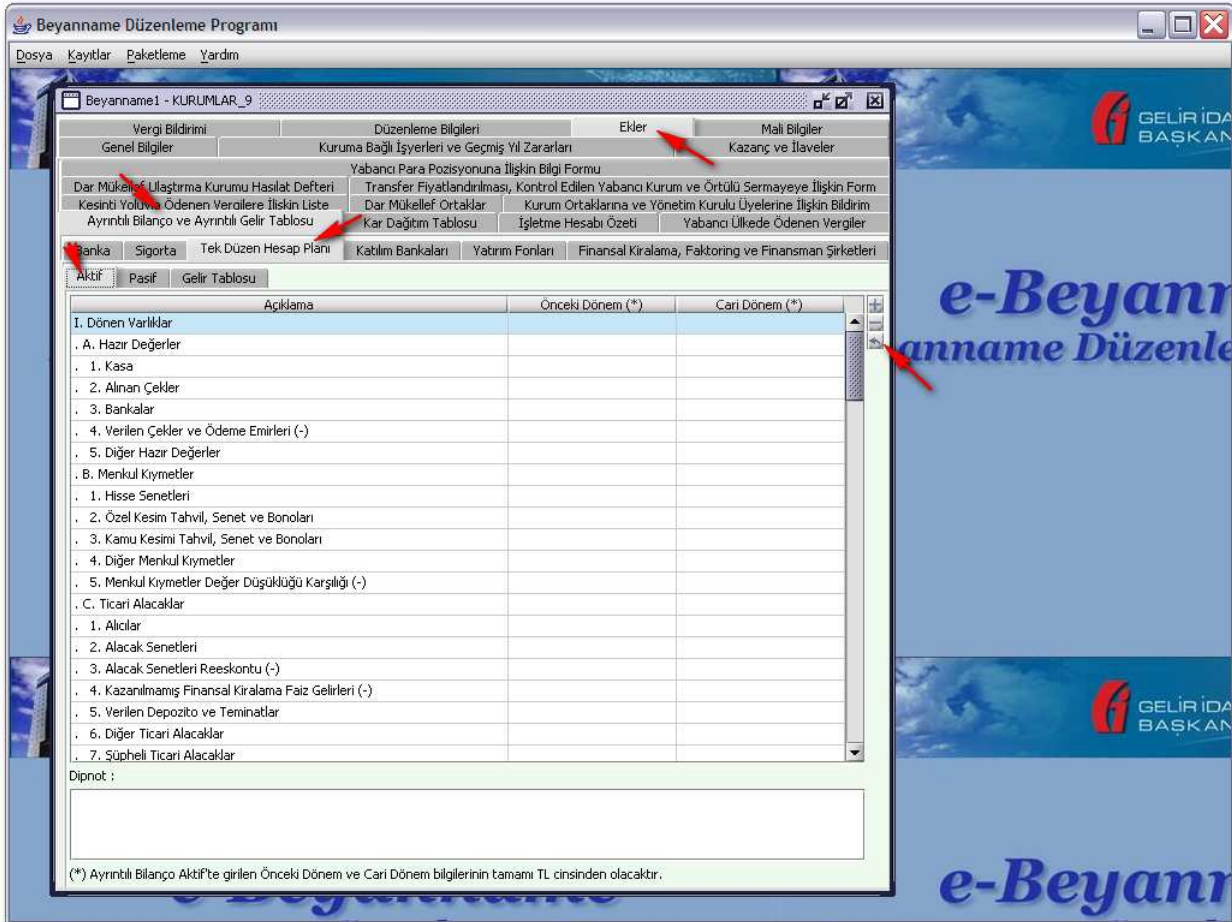 Beyanname Düzenleme Programı
Dosya Kayıtlar Paketleme Yardım
Beyanname1 - KURUMLAR_9
Vergi Bildirimi Düzenleme Bilgileri Ekler Mali Bilgiler
Genel Bilgiler Kuruma Bağlı İşyerleri ve Geçmiş Yıl Zararları Kazanç ve İlaveler
Yabancı Para Pozisyonuna İlişkin Bilgi Formu
Dar Mükellef Ulaştırma Kurumu Hasılat Defteri Transfer Fiyatlandırılması, Kontrol Edilen Yabancı Kurum ve Örtülü Sermayeye İlişkin Form
Kesinti Yoluyla Ödenen Vergilere İlişkin Liste Dar Mükellef Ortaklar Kurum Ortaklarına ve Yönetim Kurulu Üyelerine İlişkin Bildirim
Ayrıntılı Bilanço ve Ayrıntılı Gelir Tablosu Kar Dağıtım Tablosu İşletme Hesabı Özeti Yabancı Ülkede Ödenen Vergiler
Banka Sigorta Tek Düzen Hesap Planı Katılım Bankaları Yatırım Fonları Finansal Kiralama, Faktoring ve Finansman Şirketleri
Aktif Pasif Gelir Tablosu
Açıklama Önceki Dönem (*) Cari Dönem (*)
I. Dönen Varlıklar
. A. Hazır Değerler
. 1. Kasa
. 2. Alınan Çekler
. 3. Bankalar
. 4. Verilen Çekler ve Ödeme Emirleri (-)
. 5. Diğer Hazır Değerler
. B. Menkul Kıymetler
. 1. Hisse Senetleri
. 2. Özel Kesim Tahvil, Senet ve Bonoları
. 3. Kamu Kesimi Tahvil, Senet ve Bonoları
. 4. Diğer Menkul Kıymetler
. 5. Menkul Kıymetler Değer Düşüklüğü Karşılığı (-)
. C. Ticari Alacaklar
. 1. Alıcılar
. 2. Alacak Senetleri
. 3. Alacak Senetleri Reeskontu (-)
. 4. Kazanılmamış Finansal Kiralama Faiz Gelirleri (-)
. 5. Verilen Depozito ve Teminatlar
. 6. Diğer Ticari Alacaklar
. 7. Şüpheli Ticari Alacaklar
Dipnot :
(*) Ayrıntılı Bilanço Aktif'te girilen Önceki Dönem ve Cari Dönem bilgilerinin tamamı TL cinsinden olacaktır.
GELİR İDA
BAŞKAN
e-Beyann
anname Düzenle
GELİR İDA
BAŞKAN
e-Beyann